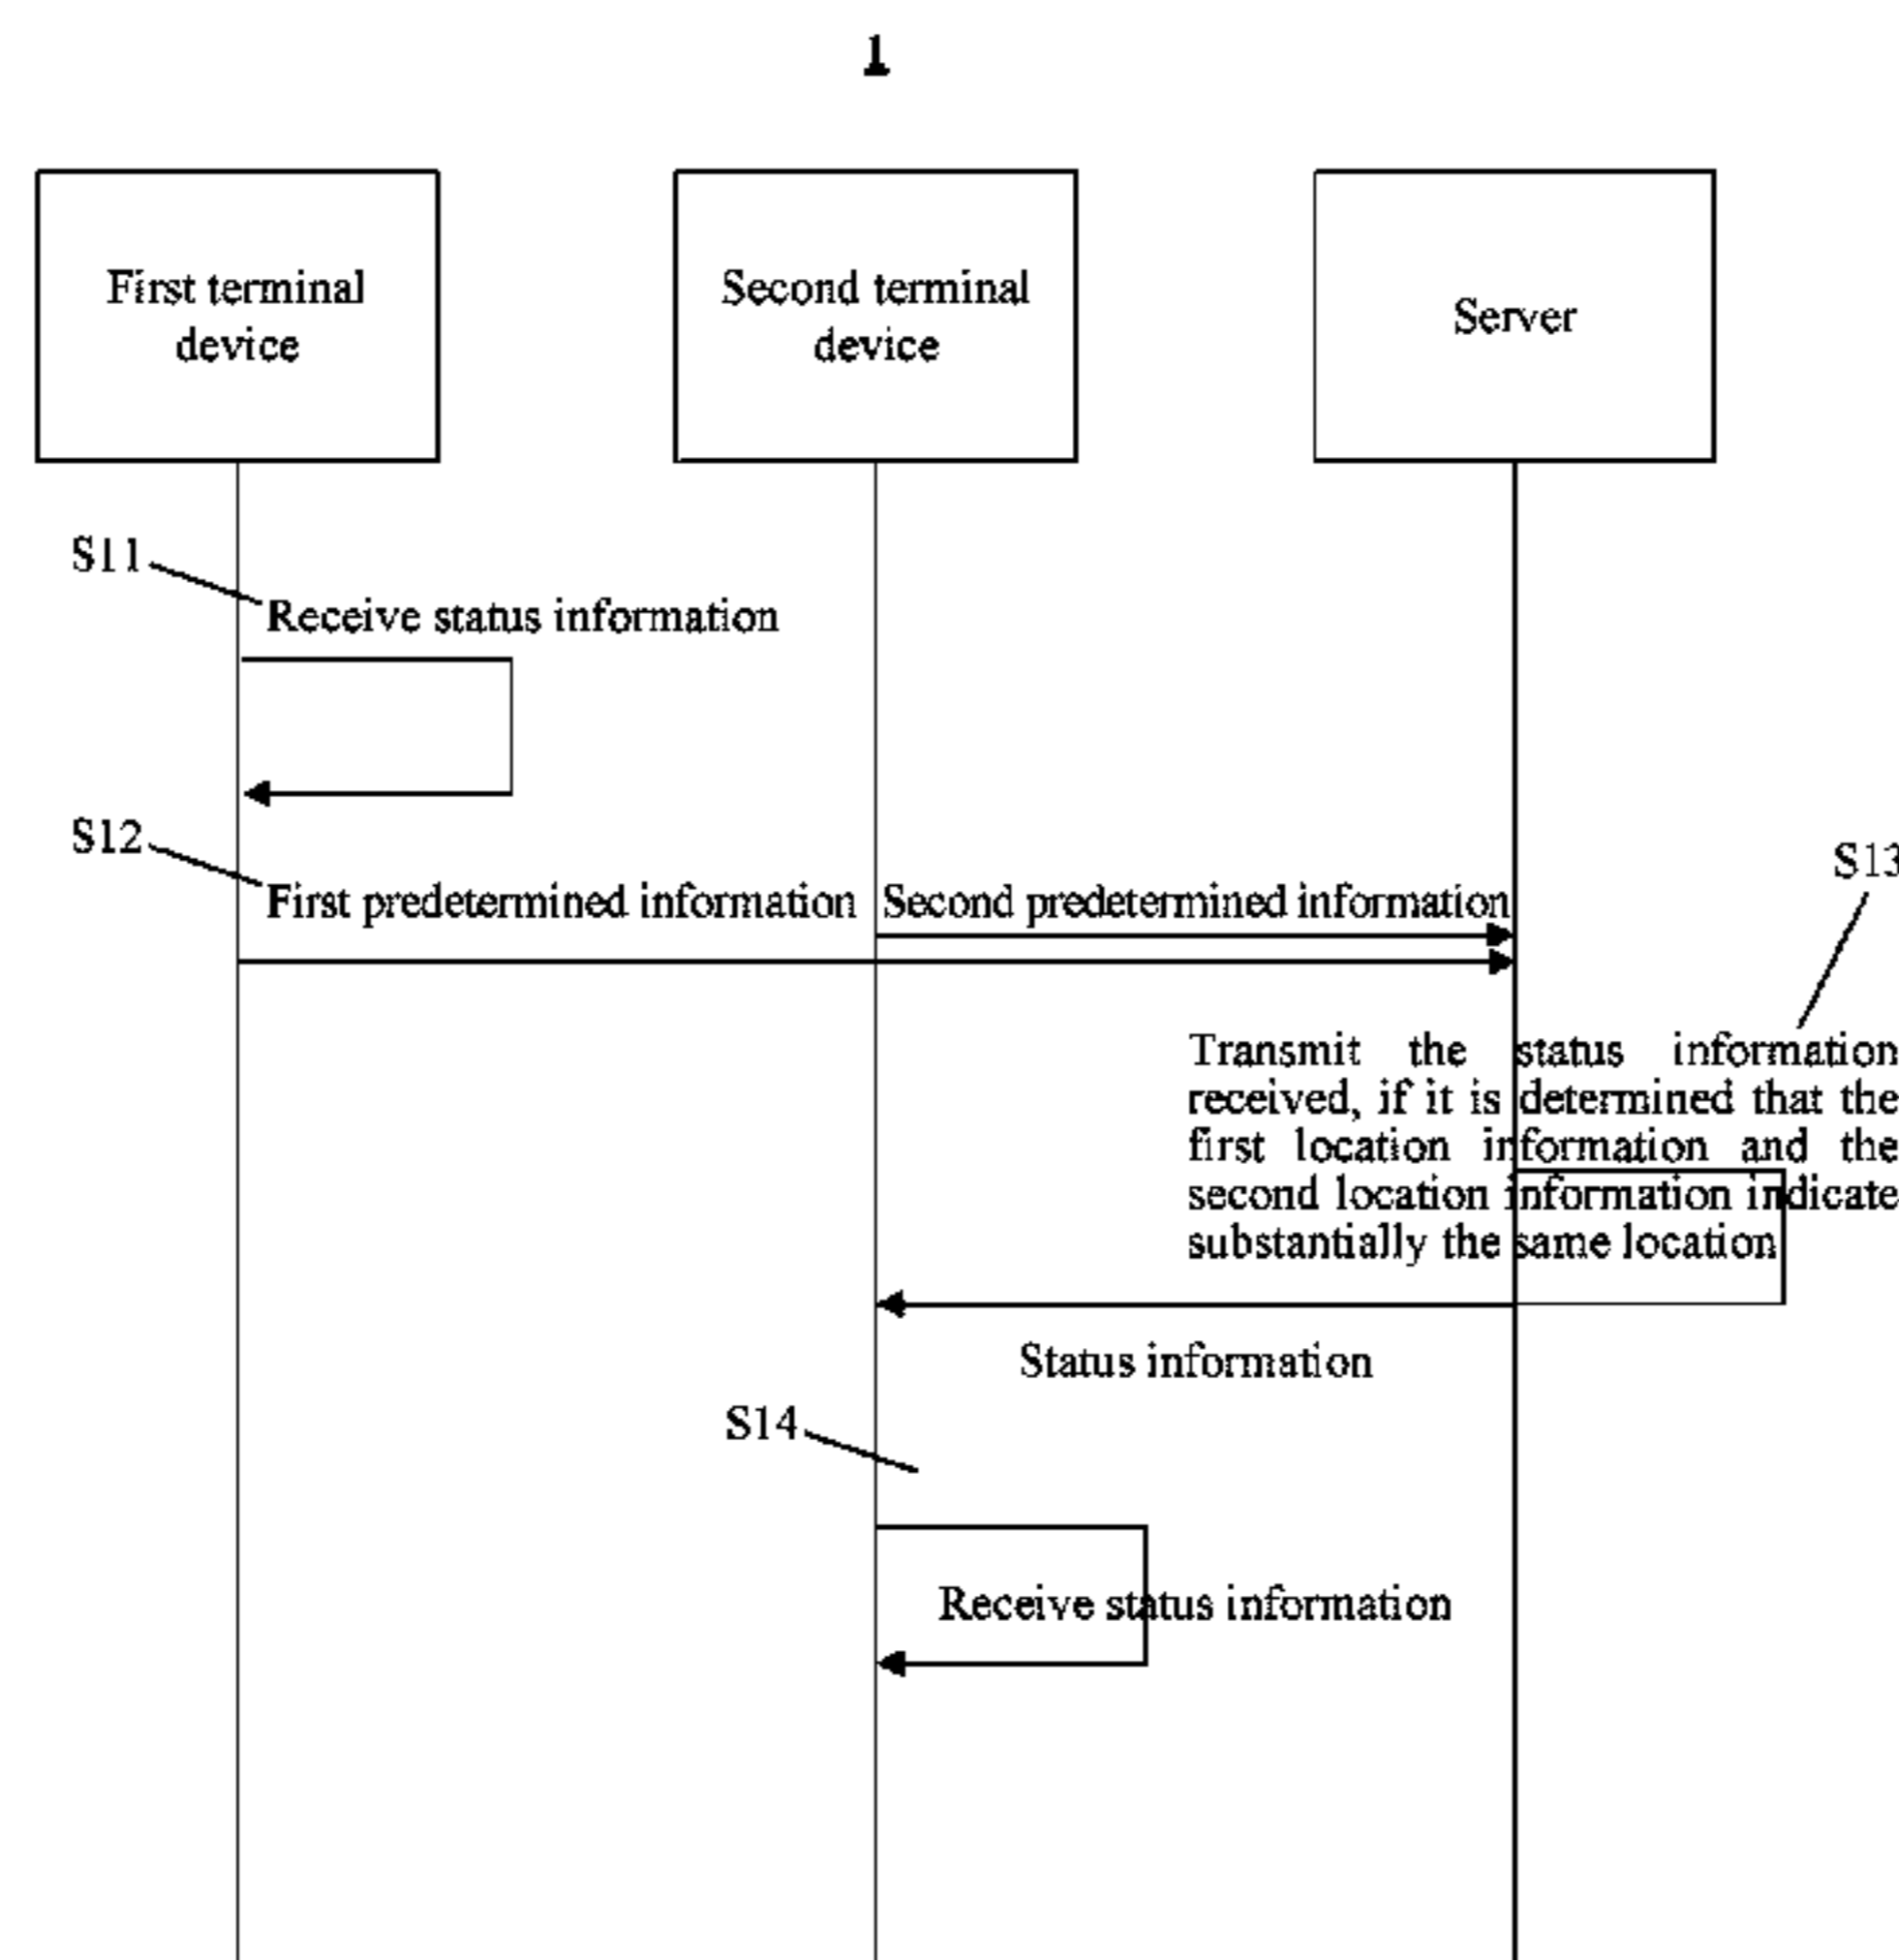 1
First terminal
device
Second terminal
device
Server
S11
Receive status information
S12
S13
First predetermined information
Second predetermined information
Transmit the status information
received, if it is determined that the
first location information and the
second location information indicate
substantially the same location
Status information
S14
Receive status information